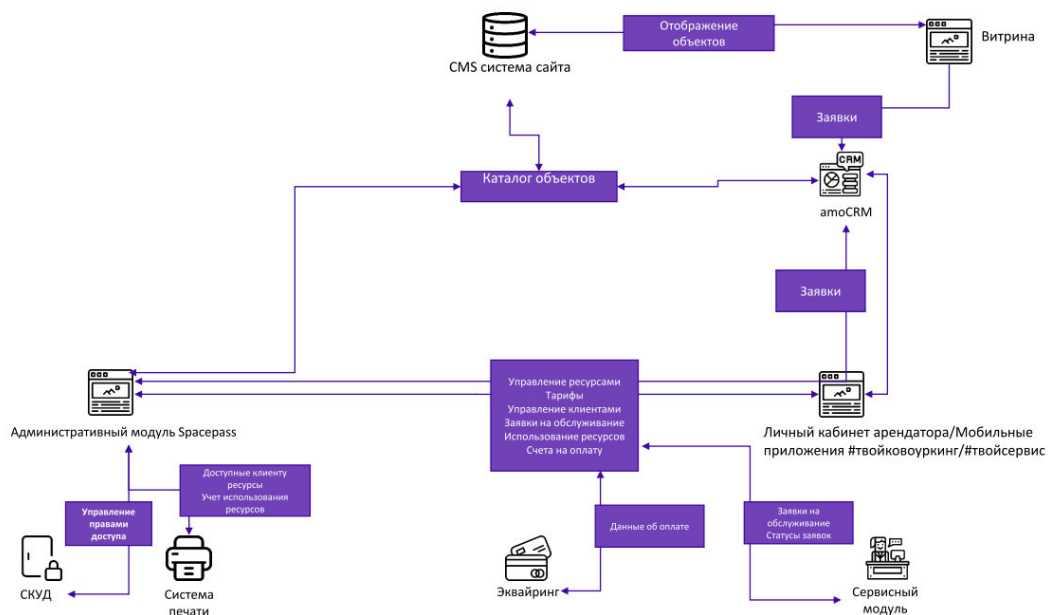 Отображение
объектов
Витрина
CMS система сайта
Заявки
CRM
Каталог объектов
amoCRM
Заявки
Управление ресурсами
Тарифы
Управление клиентами
Заявки на обслуживание
Использование ресурсов
Счета на оплату
Административный модуль Spacepass
Личный кабинет арендатора/Мобильные
приложения #твойковоуркинг/#твойсервис
Доступные клиенту
ресурсы
Учет использования
ресурсов
Управление
правами
доступа
Данные об оплате
Заявки на
обслуживание
Статусы заявок
СКУД
Система
печати
Эквайринг
Сервисный
модуль